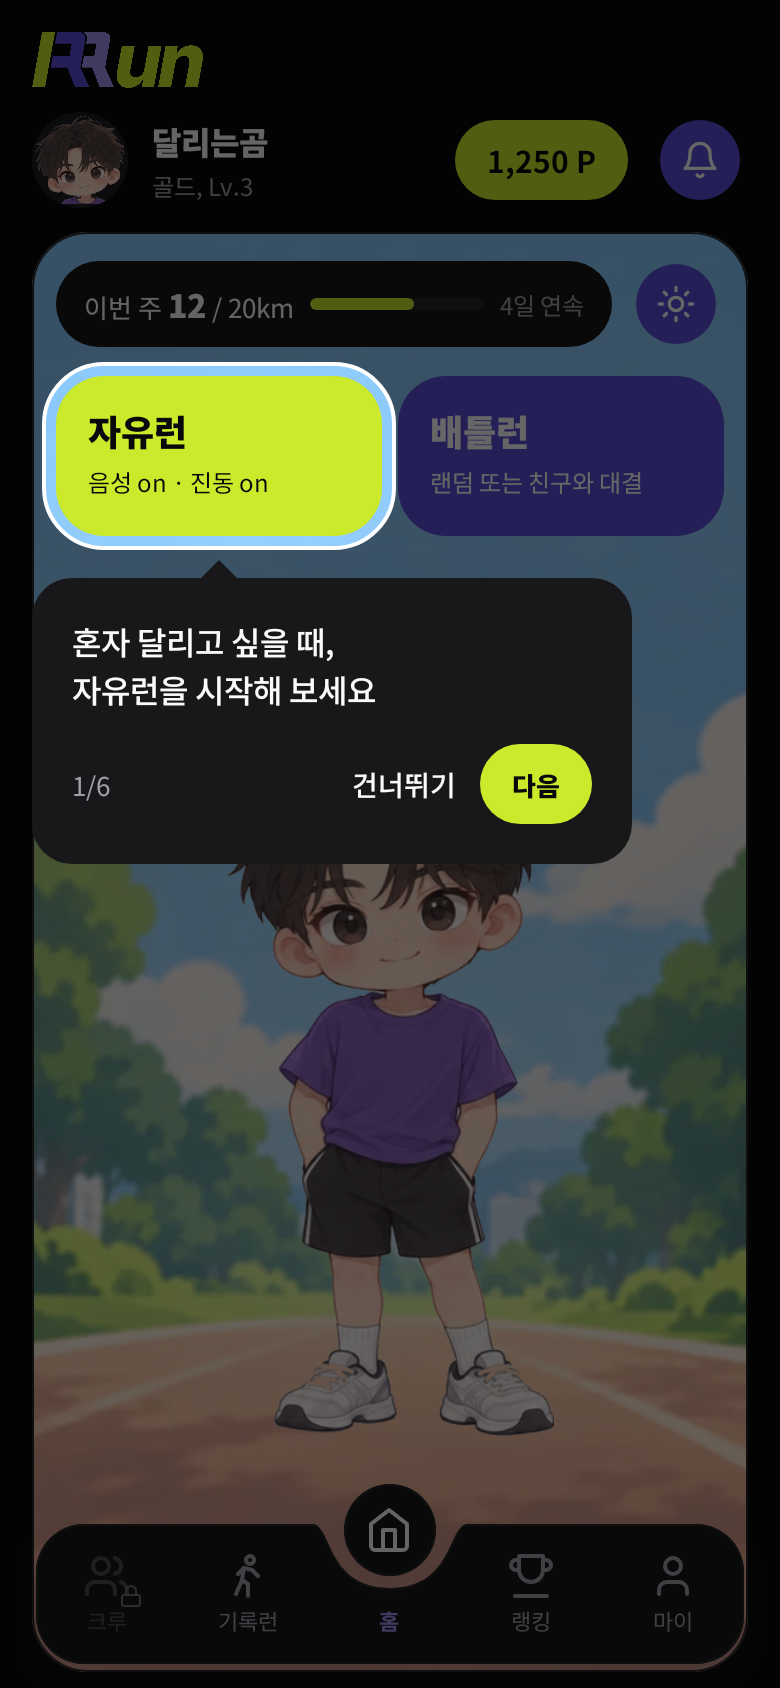 RRun
달리는곰
골드, Lv.3
1,250 P
이번 주 12 / 20km
4일 연속
자유런
음성 on · 진동 on
배틀런
랜덤 또는 친구와 대결
혼자 달리고 싶을 때,
자유런을 시작해 보세요
1/6
건너뛰기
다음
크루
기록런
홈
랭킹
마이